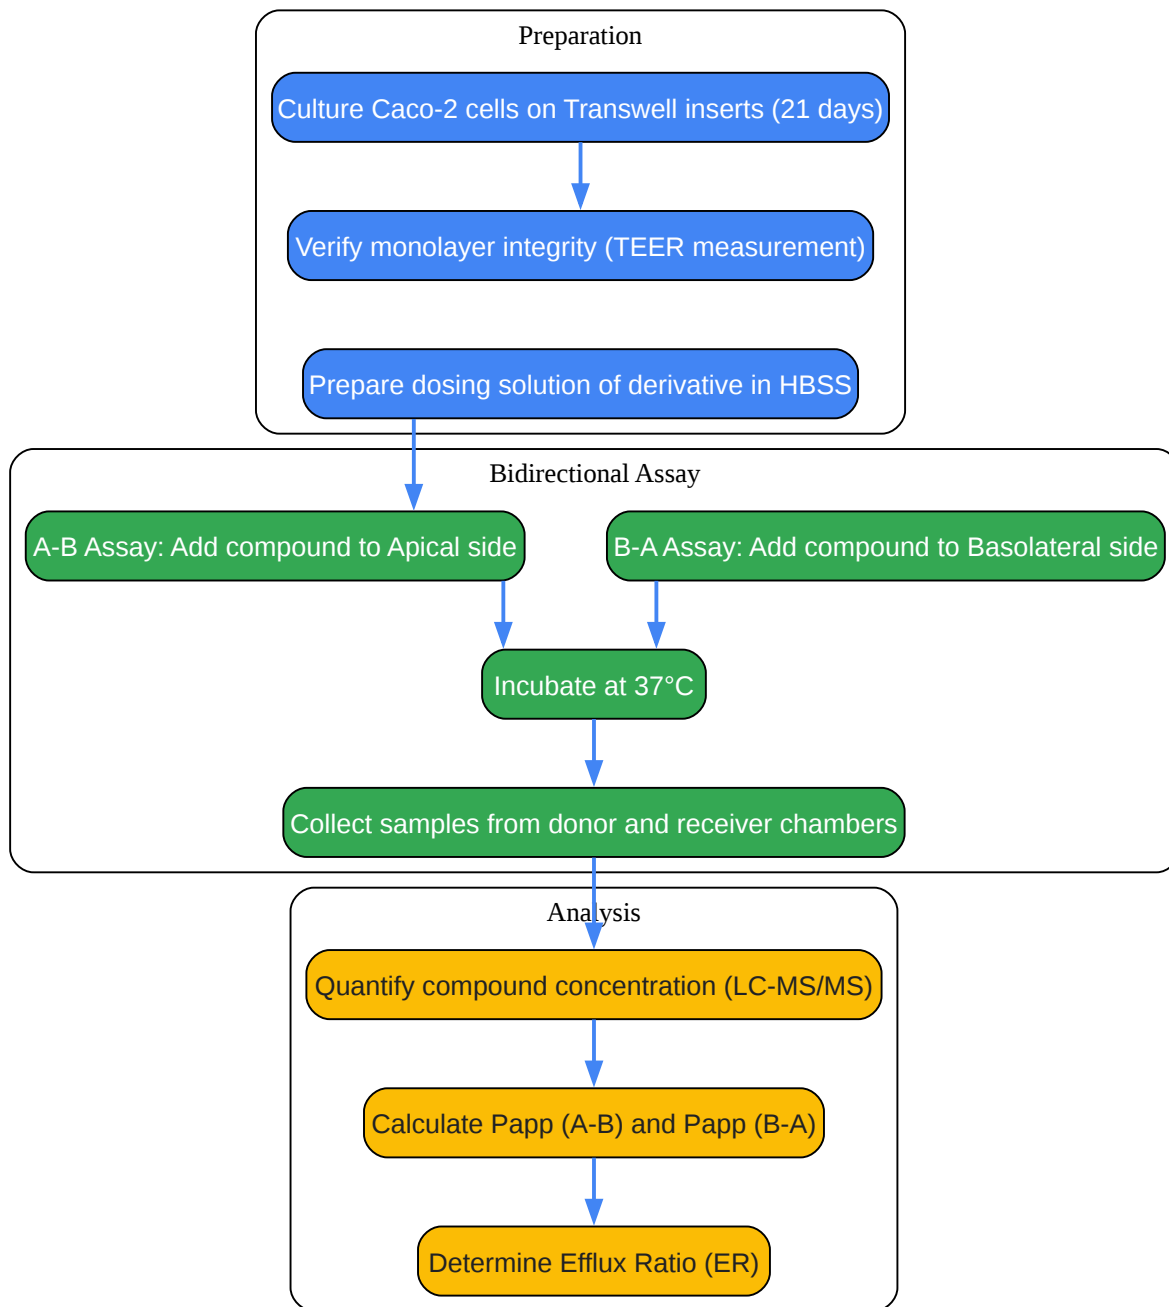 Preparation
Culture Caco-2 cells on Transwell inserts (21 days)
Verify monolayer integrity (TEER measurement)
Prepare dosing solution of derivative in HBSS
Bidirectional Assay
A-B Assay: Add compound to Apical side
B-A Assay: Add compound to Basolateral side
Incubate at 37°C
Collect samples from donor and receiver chambers
Analysis
Quantify compound concentration (LC-MS/MS)
Calculate Papp (A-B) and Papp (B-A)
Determine Efflux Ratio (ER)